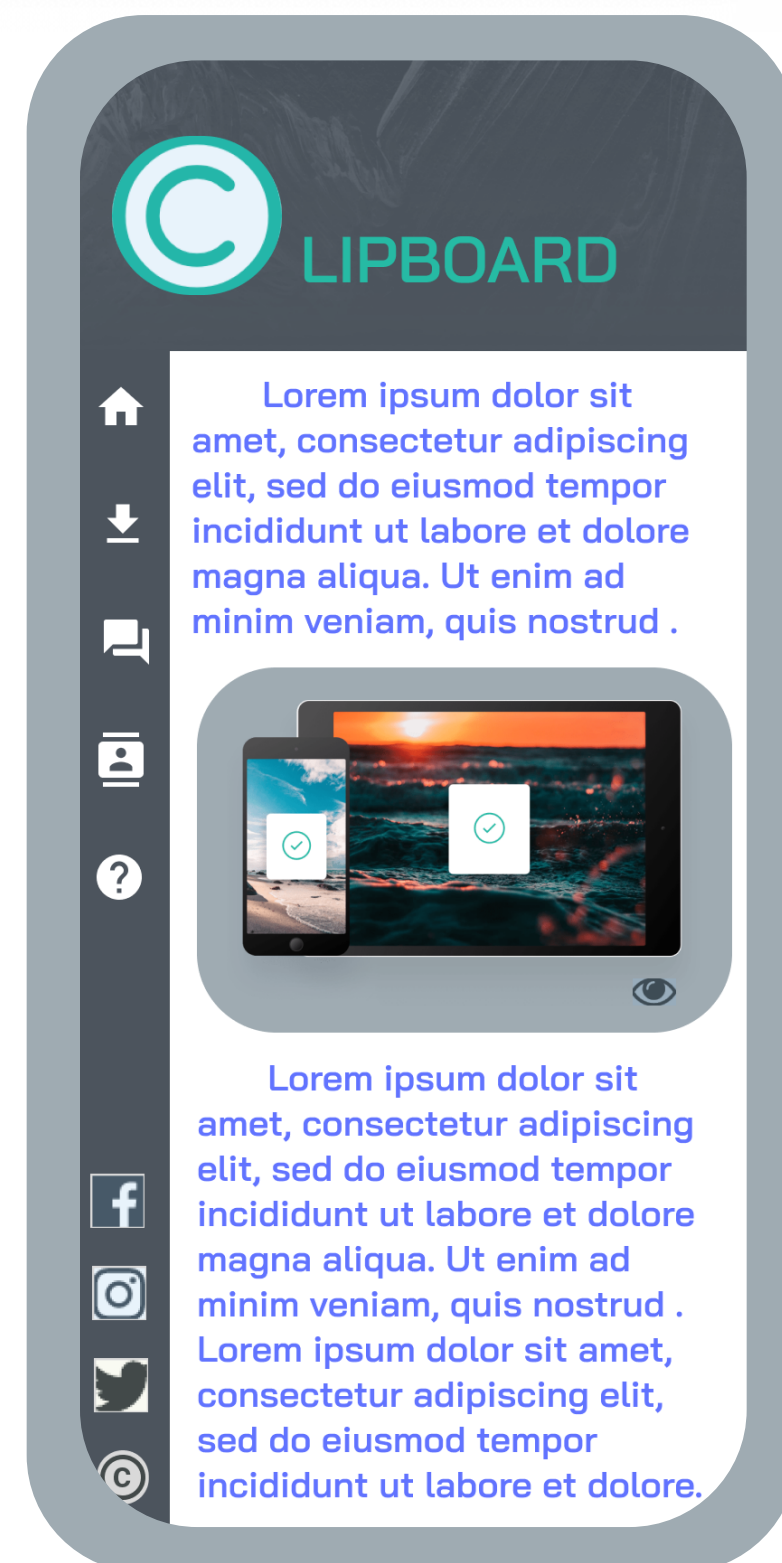 C LIPBOARD
Lorem ipsum dolor sit
amet, consectetur adipiscing
elit, sed do eiusmod tempor
incididunt ut labore et dolore
magna aliqua. Ut enim ad
minim veniam, quis nostrud .
?
Lorem ipsum dolor sit
amet, consectetur adipiscing
elit, sed do eiusmod tempor
incididunt ut labore et dolore
magna aliqua. Ut enim ad
minim veniam, quis nostrud .
Lorem ipsum dolor sit amet,
consectetur adipiscing elit,
sed do eiusmod tempor
incididunt ut labore et dolore.
f
©